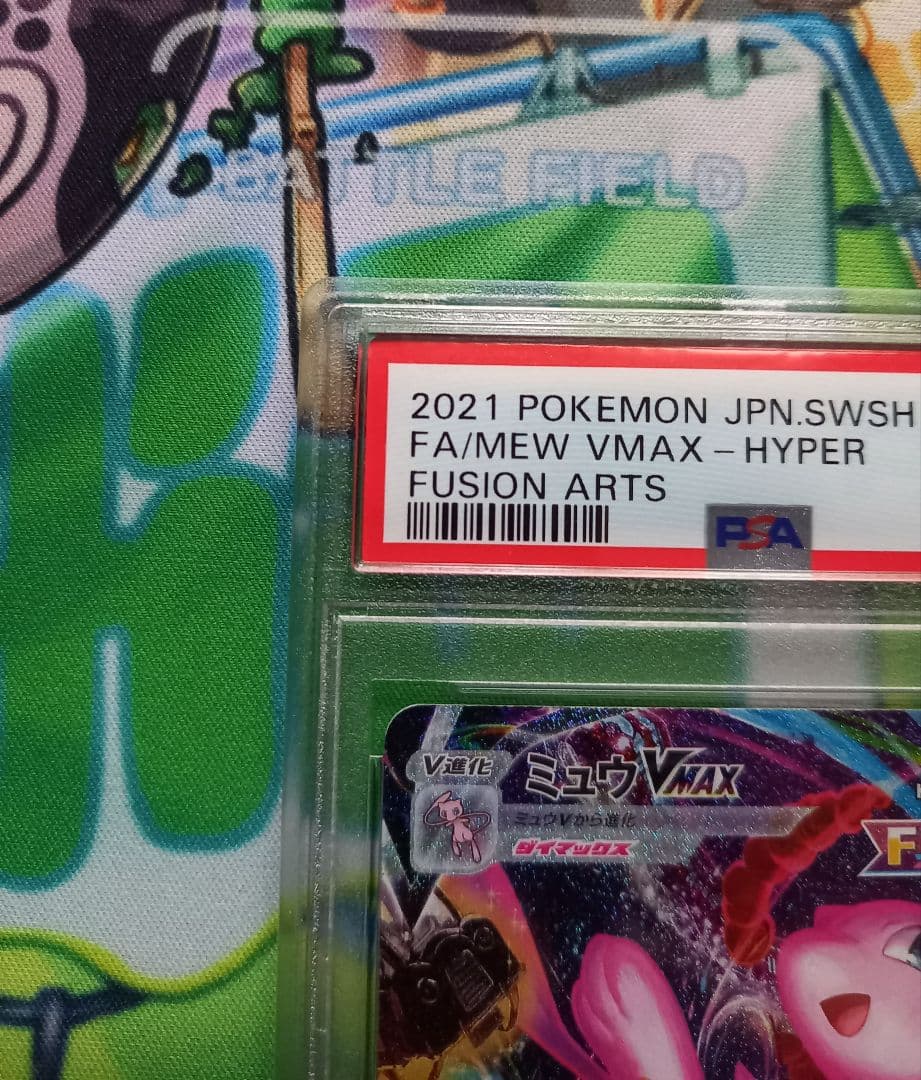 BATTLE FIELD
2021 POKEMON JPN.SWSH
FA/MEW VMAX-HYPER
FUSION ARTS
PSA
V進化
ミュウVMAX
ミュウVから進化
ダイマックス
F